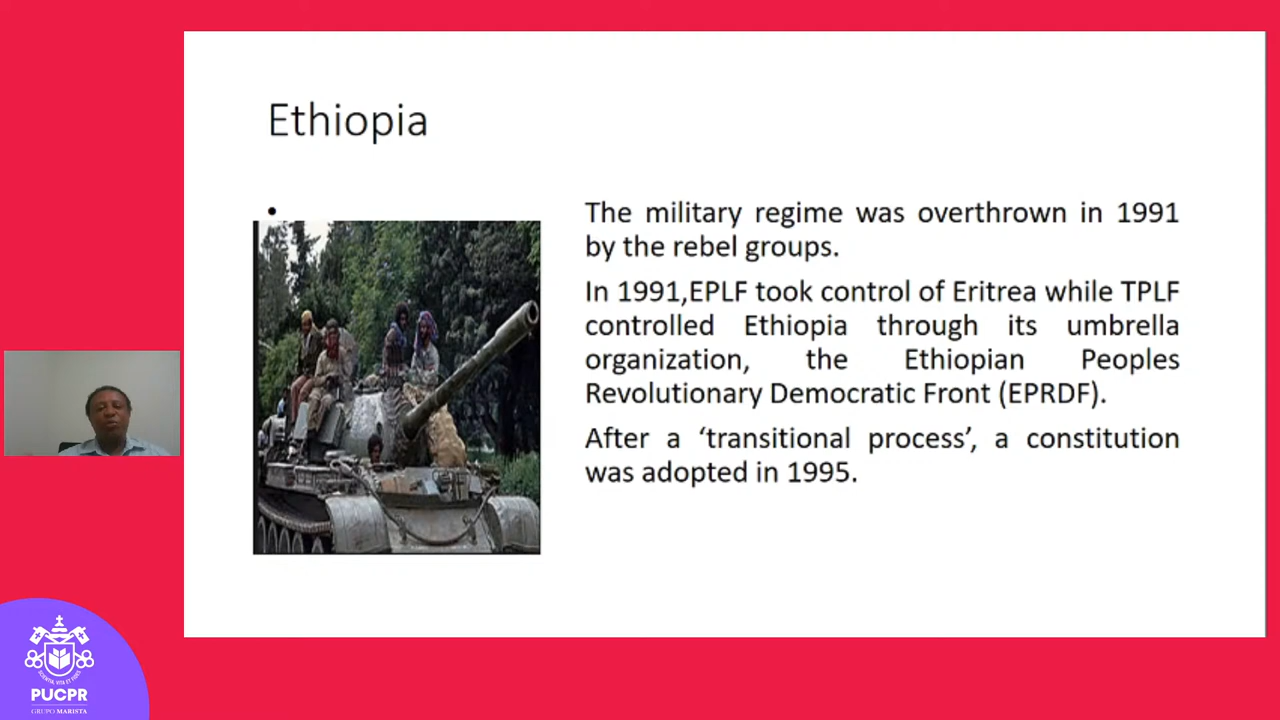 Ethiopia
The military regime was overthrown in 1991
by the rebel groups.
In 1991,EPLF took control of Eritrea while TPLF
controlled Ethiopia through its umbrella
organization, the Ethiopian Peoples
Revolutionary Democratic Front (EPRDF).
After a ‘transitional process’, a constitution
was adopted in 1995.
PUCPR
GRUPO MARISTA